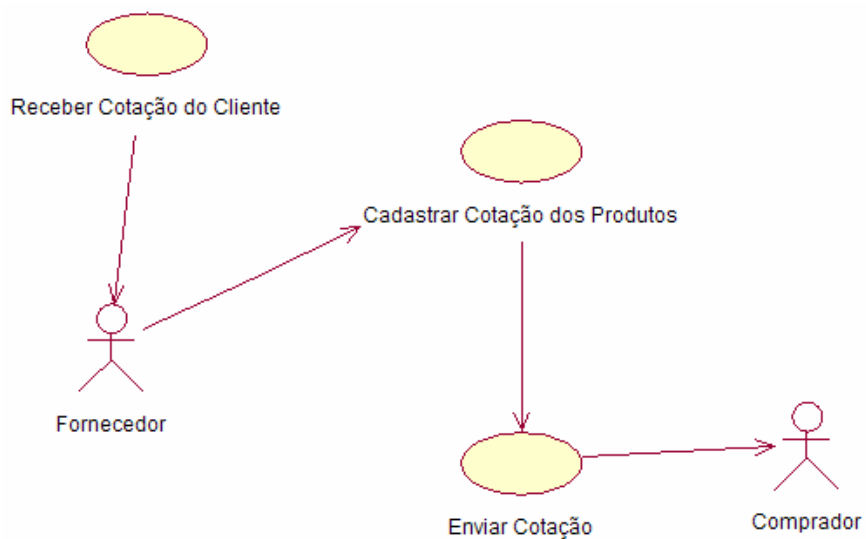 Receber Cotação do Cliente
Cadastrar Cotação dos Produtos
Fornecedor
Enviar Cotação
Comprador